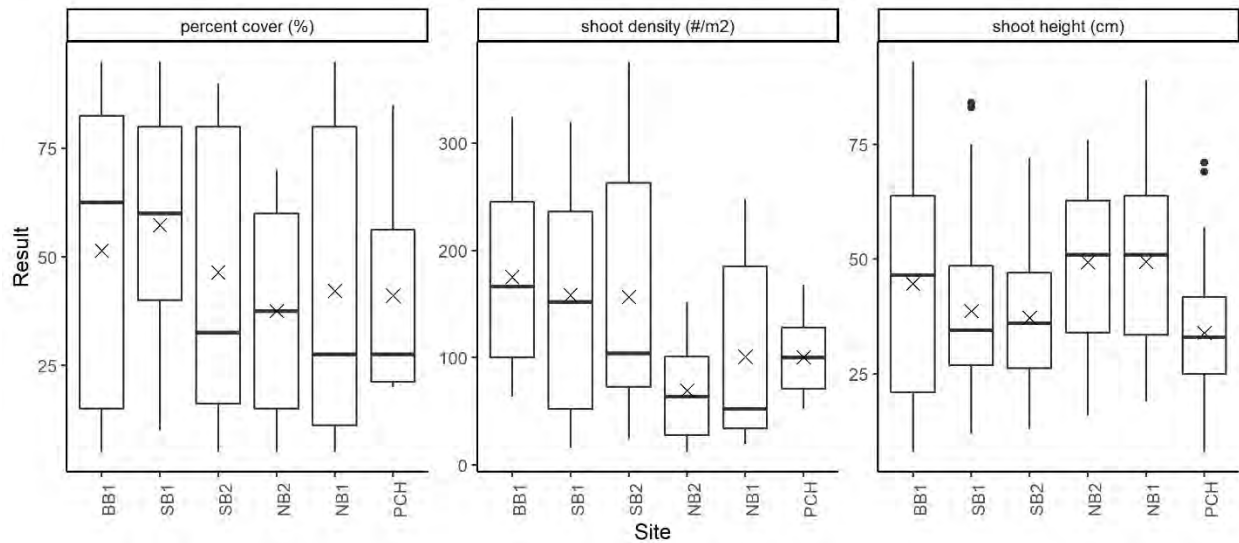 percent cover (%)
shoot density (#/m2)
shoot height (cm)
Result
75
50
25
300
200
100
0
75
50
25
BB1
SB1
SB2
NB2
NB1
PCH
BB1
SB1
SB2
NB2
NB1
PCH
BB1
SB1
SB2
NB2
NB1
PCH
Site